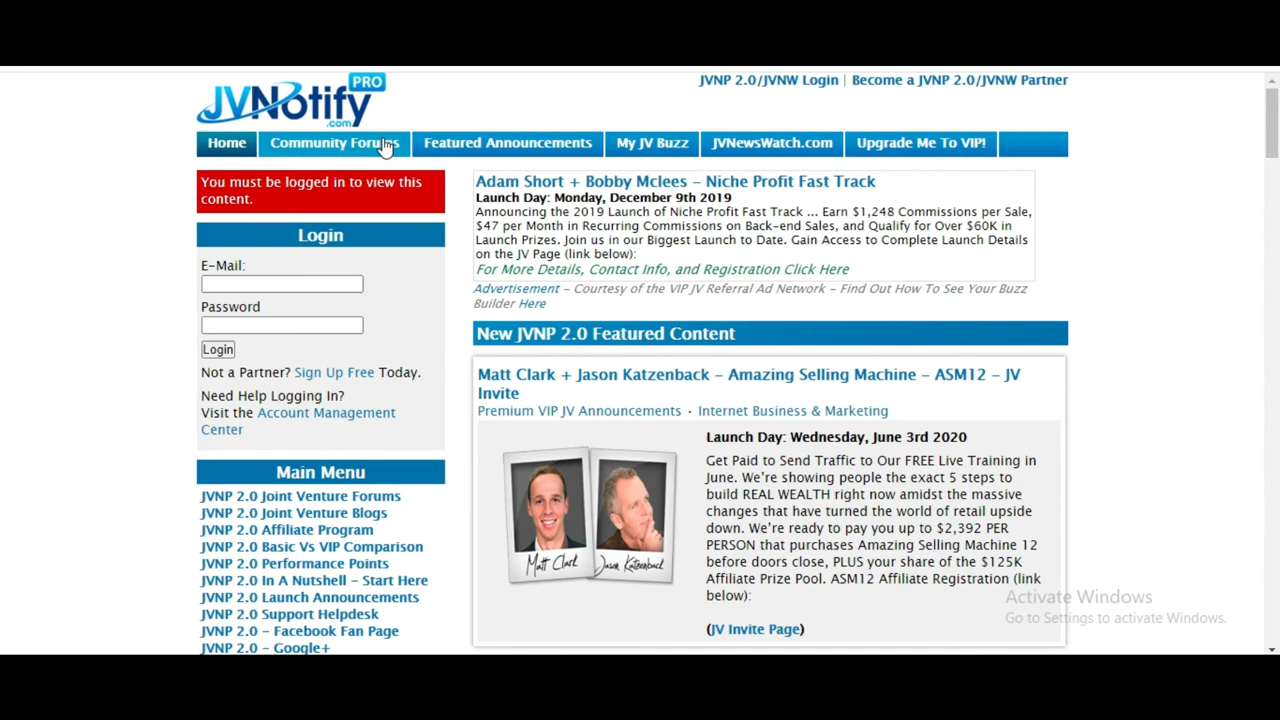 JVNP 2.0/JVNW Login | Become a JVNP 2.0/JVNW Partner
JVNotify PRO
.com
Home Community Forums Featured Announcements My JV Buzz JVNewsWatch.com Upgrade Me To VIP!
You must be logged in to view this
content.
Login
E-Mail:
Password
Login
Not a Partner? Sign Up Free Today.
Need Help Logging In?
Visit the Account Management
Center
Main Menu
JVNP 2.0 Joint Venture Forums
JVNP 2.0 Joint Venture Blogs
JVNP 2.0 Affiliate Program
JVNP 2.0 Basic Vs VIP Comparison
JVNP 2.0 Performance Points
JVNP 2.0 In A Nutshell - Start Here
JVNP 2.0 Launch Announcements
JVNP 2.0 Support Helpdesk
JVNP 2.0 - Facebook Fan Page
JVNP 2.0 - Google+
Adam Short + Bobby Mclees - Niche Profit Fast Track
Launch Day: Monday, December 9th 2019
Announcing the 2019 Launch of Niche Profit Fast Track ... Earn $1,248 Commissions per Sale,
$47 per Month in Recurring Commissions on Back-end Sales, and Qualify for Over $60K in
Launch Prizes. Join us in our Biggest Launch to Date. Gain Access to Complete Launch Details
on the JV Page (link below):
For More Details, Contact Info, and Registration Click Here
Advertisement - Courtesy of the VIP JV Referral Ad Network - Find Out How To See Your Buzz
Builder Here
New JVNP 2.0 Featured Content
Matt Clark + Jason Katzenback - Amazing Selling Machine - ASM12 - JV
Invite
Premium VIP JV Announcements · Internet Business & Marketing
Matt Clark Jason Katzenback
Launch Day: Wednesday, June 3rd 2020
Get Paid to Send Traffic to Our FREE Live Training in
June. We're showing people the exact 5 steps to
build REAL WEALTH right now amidst the massive
changes that have turned the world of retail upside
down. We're ready to pay you up to $2,392 PER
PERSON that purchases Amazing Selling Machine 12
before doors close, PLUS your share of the $125K
Affiliate Prize Pool. ASM12 Affiliate Registration (link
below):
(JV Invite Page)
Activate Windows
Go to Settings to activate Windows.